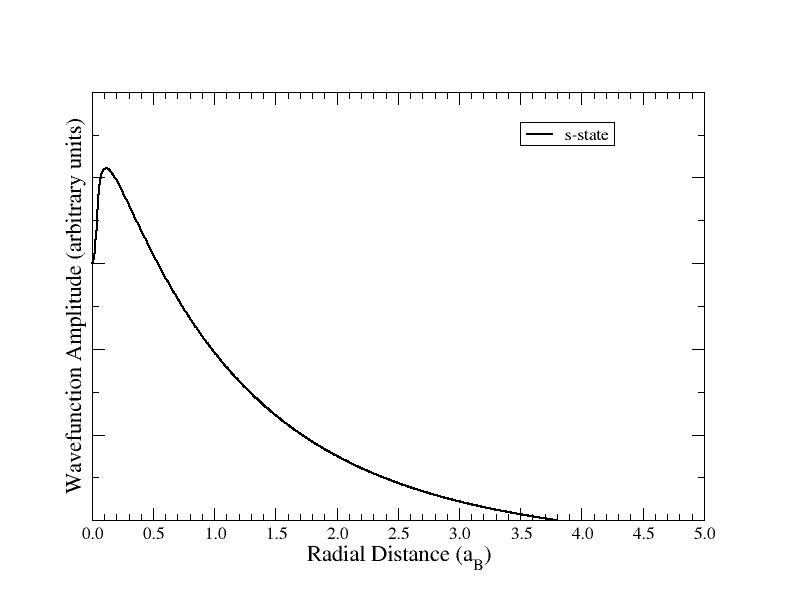 s-state
Wavefunction Amplitude (arbitrary units)
0.0 0.5 1.0 1.5 2.0 2.5 3.0 3.5 4.0 4.5 5.0
Radial Distance (a_B)